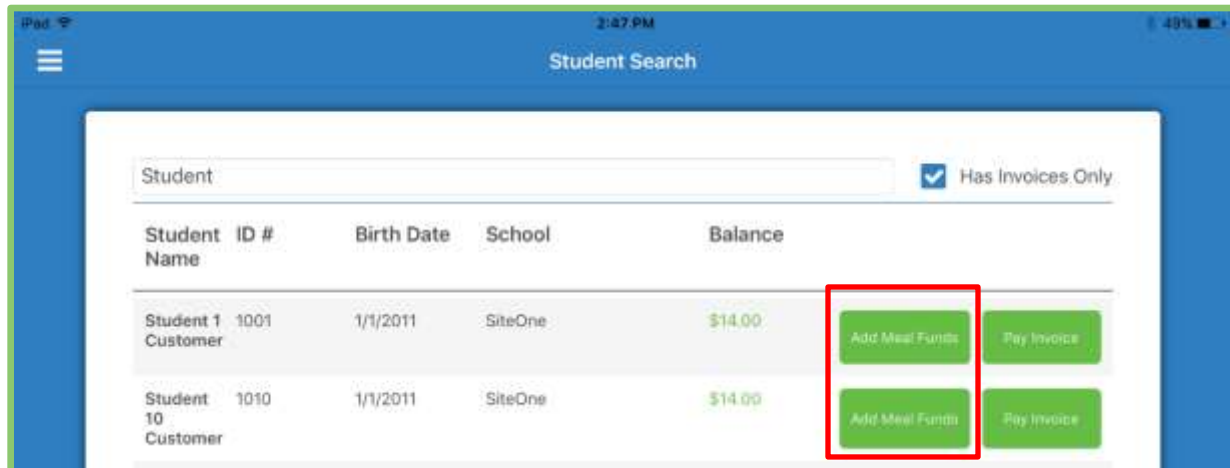 iPad 2:47 PM 49%
Student Search
Student Has Invoices Only
Student Name ID # Birth Date School Balance
Student 1 Customer 1001 1/1/2011 SiteOne $14.00 Add Meal Funds Pay Invoice
Student 10 Customer 1010 1/1/2011 SiteOne $14.00 Add Meal Funds Pay Invoice